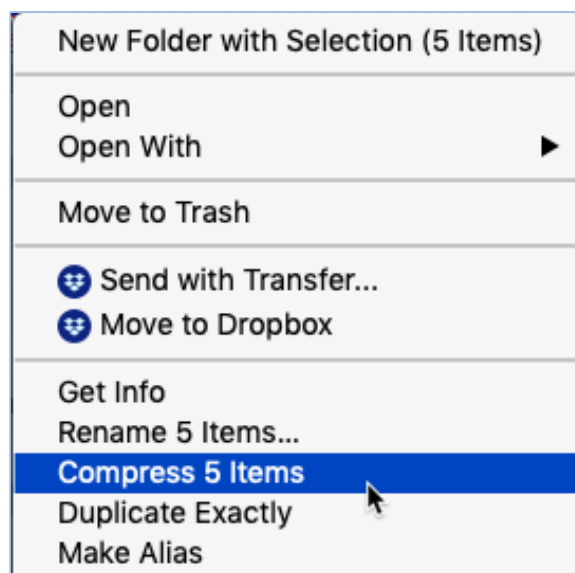 New Folder with Selection (5 Items)
Open
Open With
Move to Trash
Send with Transfer...
Move to Dropbox
Get Info
Rename 5 Items...
Compress 5 Items
Duplicate Exactly
Make Alias